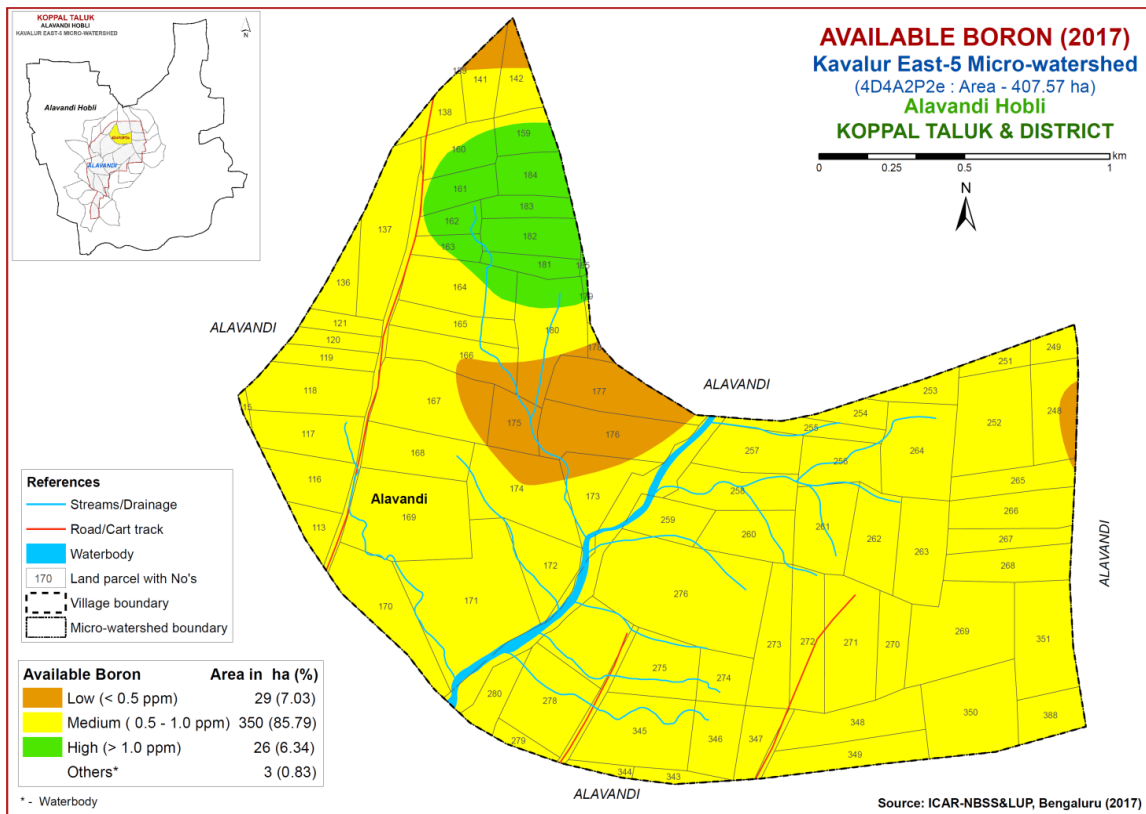 KOPPAL TALUK
ALAVANDI HOBLI
KAVALUR EAST-5 MICRO-WATERSHED
N
Alavandi Hobli
ALAVANDI
AVAILABLE BORON (2017)
Kavalur East-5 Micro-watershed
(4D4A2P2e : Area - 407.57 ha)
Alavandi Hobli
KOPPAL TALUK & DISTRICT
km
0 0.25 0.5 1
N
139 141 142
138
159
160
184
161
183
162
137 182
163
181 185
164 179
136
121 165 180
120 166 178
119
ALAVANDI
ALAVANDI
118 167 177
175 176
117 168
116 174 173
Alavandi
113 169
172
170 171
249
251
253
254 248
255 252
257 256 264
265
258
259 266
260 261 262 263 267
268
276
273 272 271 270 269 351
275
274
280 278
350
345 346 347 348 388
279 349
344 343
ALAVANDI
ALAVANDI
References
Streams/Drainage
Road/Cart track
Waterbody
170 Land parcel with No's
Village boundary
Micro-watershed boundary
Available Boron Area in ha (%)
Low (< 0.5 ppm) 29 (7.03)
Medium ( 0.5 - 1.0 ppm) 350 (85.79)
High (> 1.0 ppm) 26 (6.34)
Others* 3 (0.83)
* - Waterbody
Source: ICAR-NBSS&LUP, Bengaluru (2017)